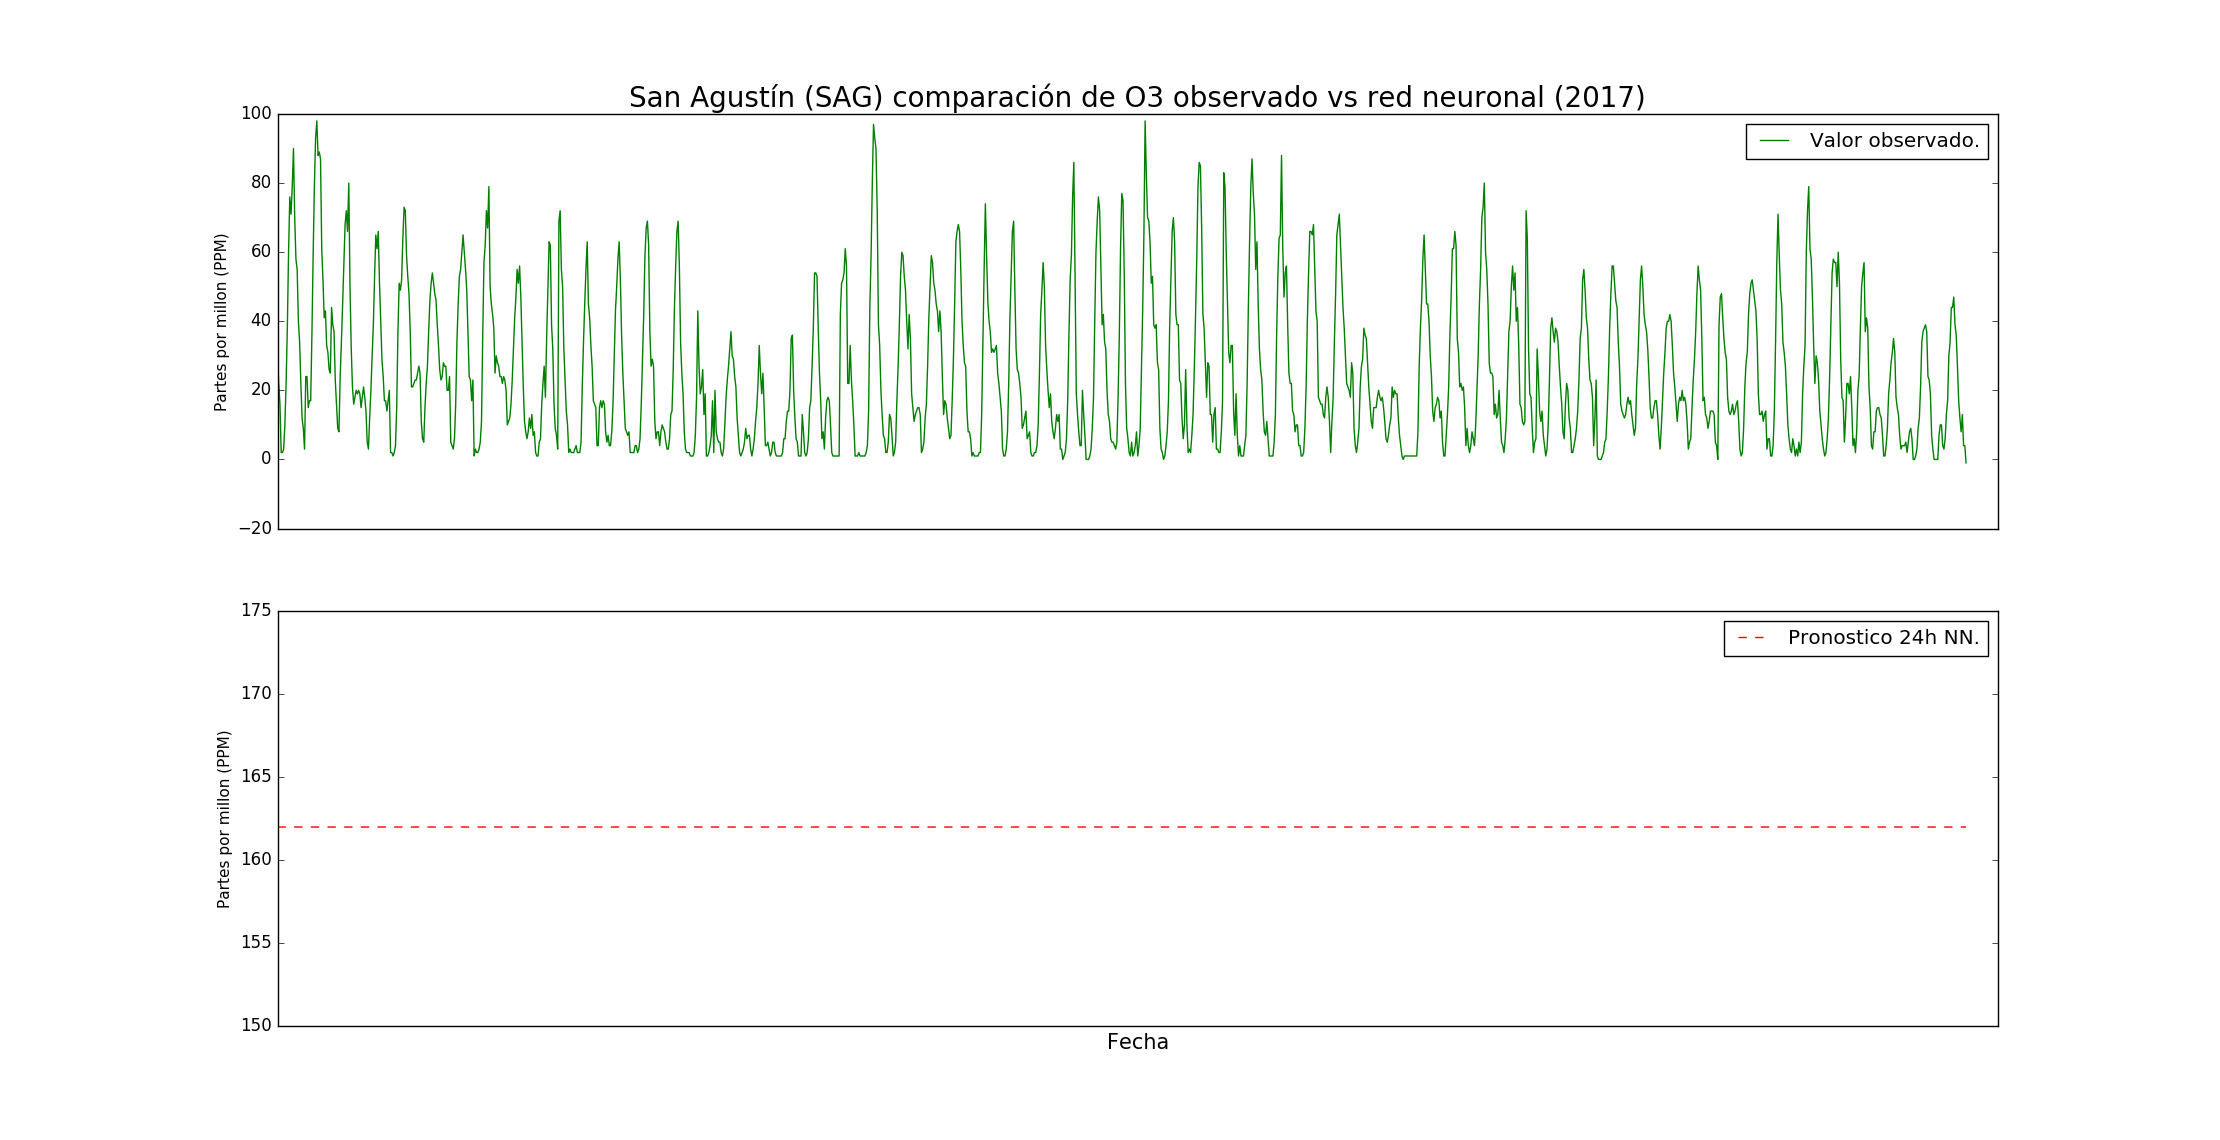 San Agustín (SAG) comparación de O3 observado vs red neuronal (2017)
100
80
60
40
20
0
−20
Partes por millon (PPM)
Valor observado.
175
170
165
160
155
150
Partes por millon (PPM)
Pronostico 24h NN.
Fecha